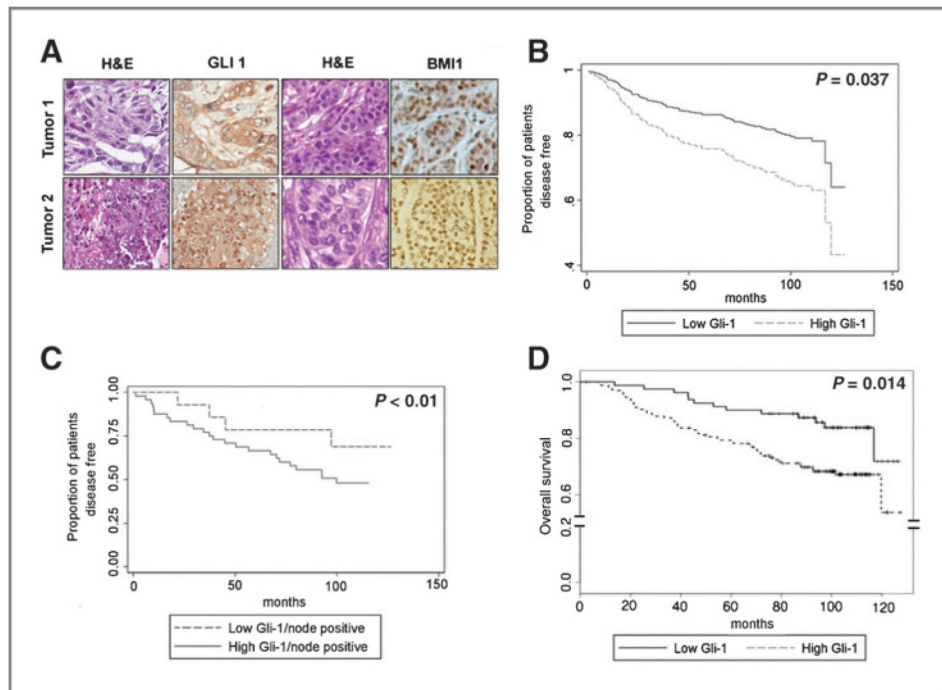 A
H&E GLI 1 H&E BMI1
Tumor 1
Tumor 2
B
P = 0.037
Proportion of patients
disease free
1
.8
.6
.4
0 50 100 150
months
Low Gli-1 High Gli-1
C
P < 0.01
Proportion of patients
disease free
1.00
0.75
0.50
0.25
0.00
0 50 100 150
months
Low Gli-1/node positive
High Gli-1/node positive
D
P = 0.014
Overall survival
1.0
0.8
0.6
0.2
0.0
0 20 40 60 80 100 120
months
Low Gli-1 High Gli-1